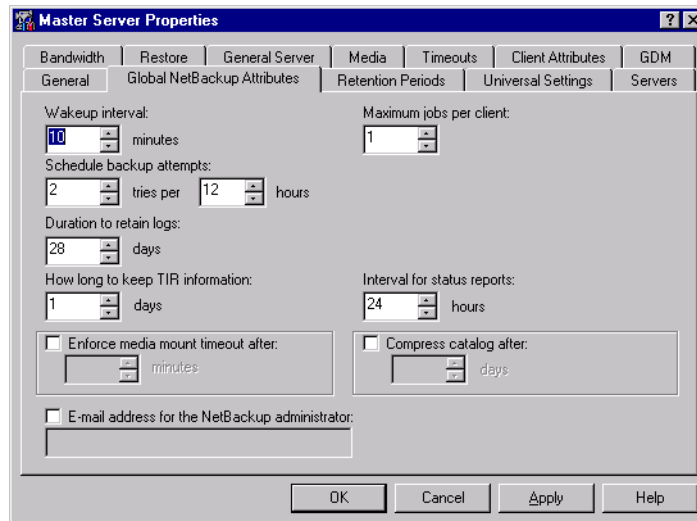 Master Server Properties
Bandwidth Restore General Server Media Timeouts Client Attributes GDM
General Global NetBackup Attributes Retention Periods Universal Settings Servers
Wakeup interval: Maximum jobs per client:
10 minutes 1
Schedule backup attempts:
2 tries per 12 hours
Duration to retain logs:
28 days
How long to keep TIR information: Interval for status reports:
1 days 24 hours
Enforce media mount timeout after: Compress catalog after:
minutes days
E-mail address for the NetBackup administrator:
OK Cancel Apply Help